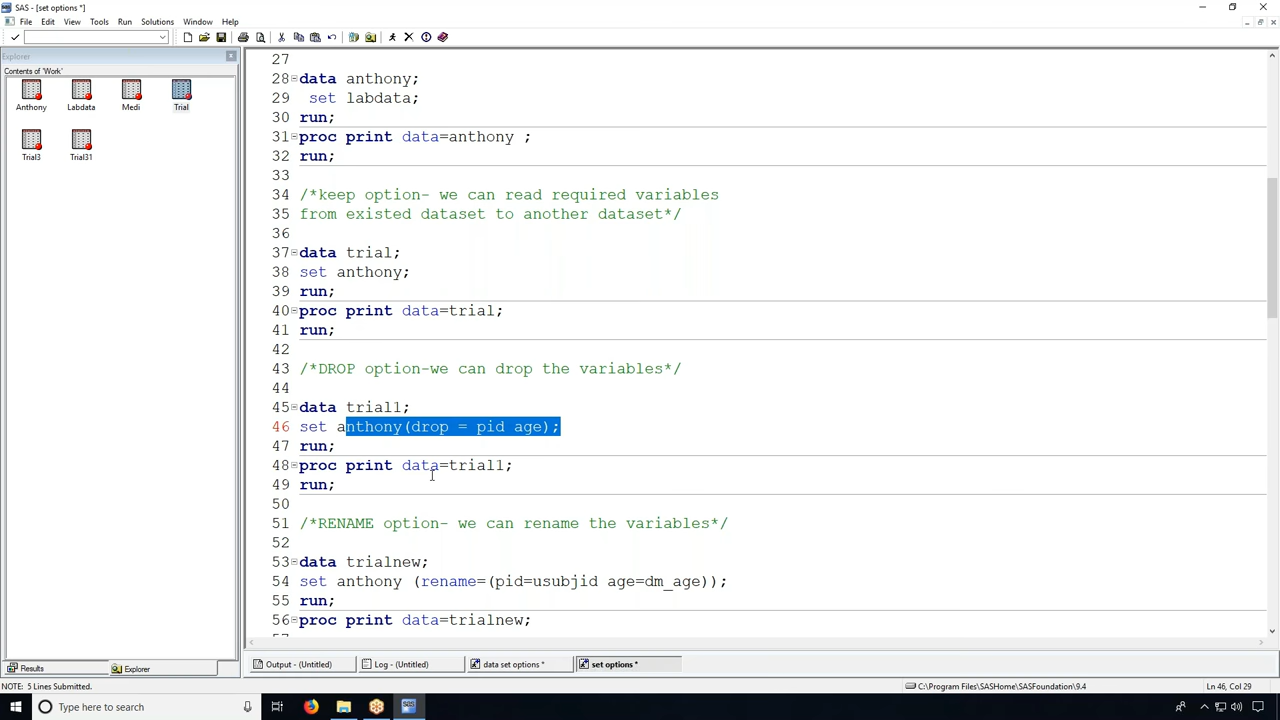 SAS - [set options *]
File Edit View Tools Run Solutions Window Help
Explorer
Contents of 'Work'
Anthony Labdata Medi Trial
Trial3 Trial31
27
28 data anthony;
29 set labdata;
30 run;
31 proc print data=anthony ;
32 run;
33
34 /*keep option- we can read required variables
35 from existed dataset to another dataset*/
36
37 data trial;
38 set anthony;
39 run;
40 proc print data=trial;
41 run;
42
43 /*DROP option-we can drop the variables*/
44
45 data trial1;
46 set anthony(drop = pid age);
47 run;
48 proc print data=trial1;
49 run;
50
51 /*RENAME option- we can rename the variables*/
52
53 data trialnew;
54 set anthony (rename=(pid=usubjid age=dm_age));
55 run;
56 proc print data=trialnew;
Results Explorer
Output - (Untitled) Log - (Untitled) data set options * set options *
NOTE: 5 Lines Submitted.
C:\Program Files\SASHome\SASFoundation\9.4
Ln 46, Col 29
Type here to search